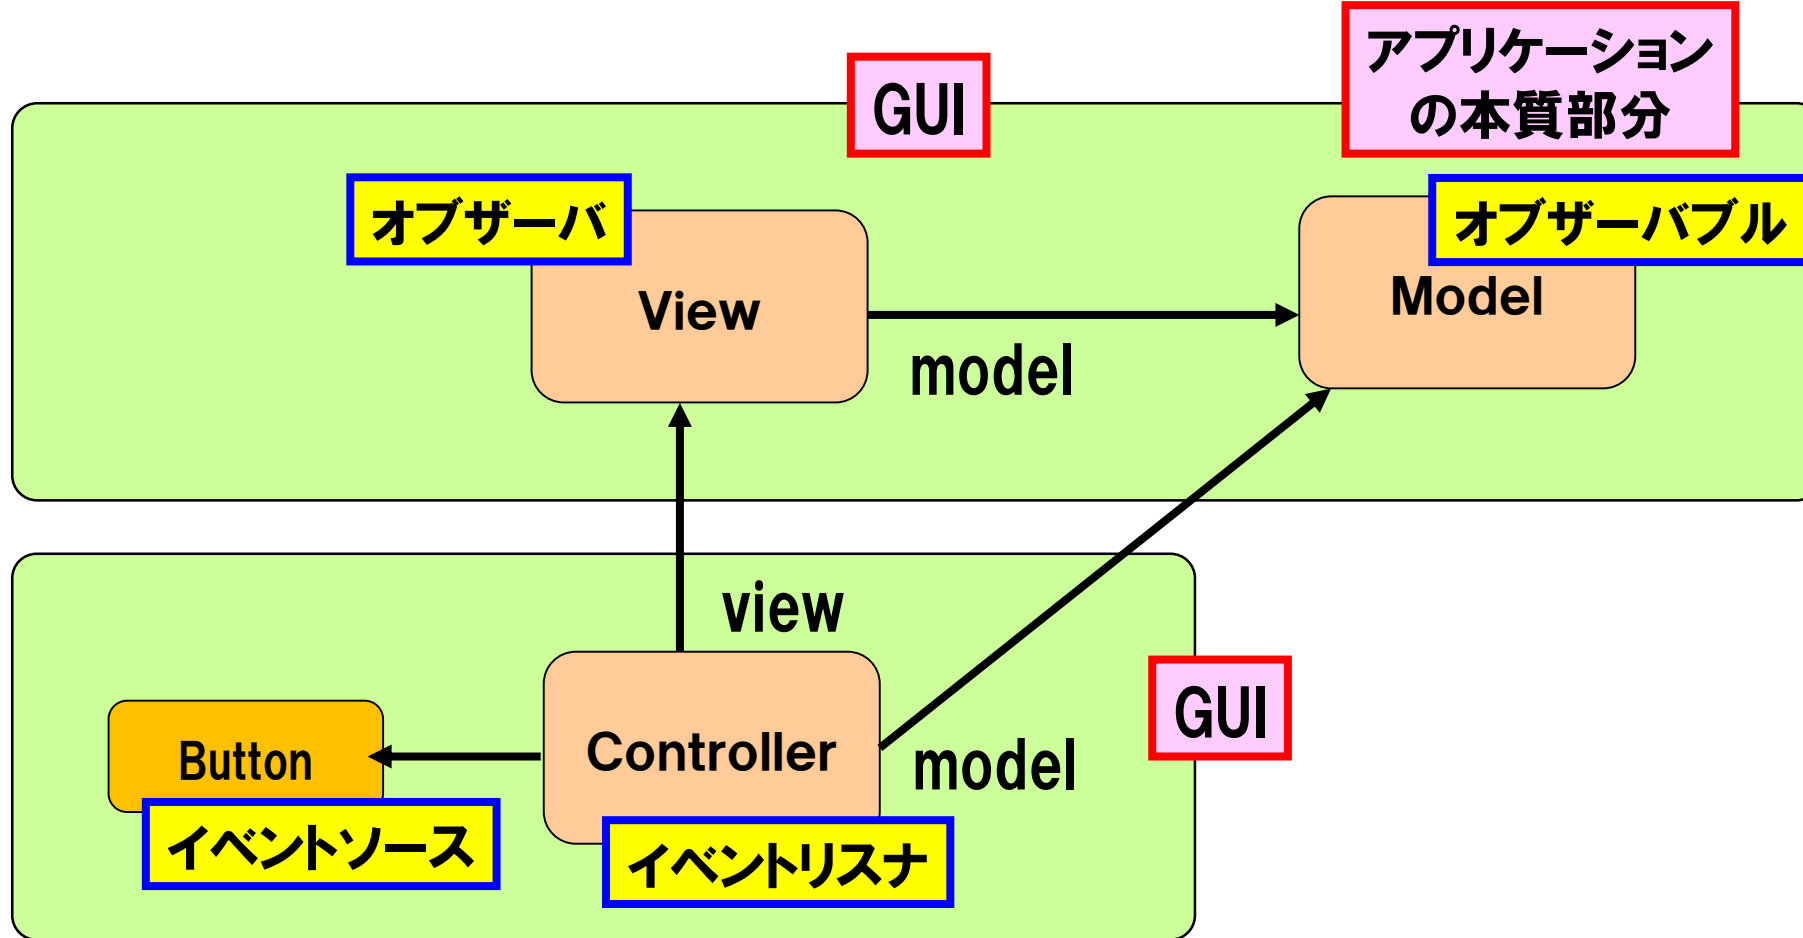 アプリケーション
の本質部分
GUI
オブザーバ
オブザーバブル
View
Model
model
view
GUI
Button
Controller
model
イベントソース
イベントリスナ